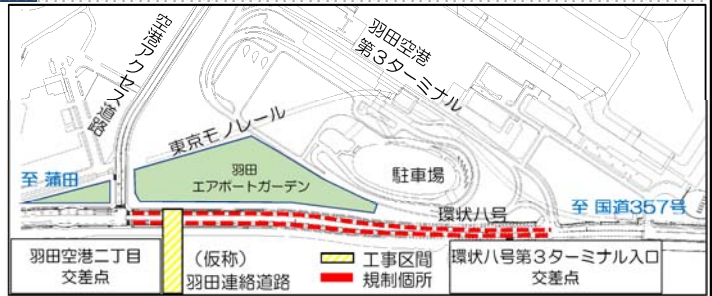 空港アクセス道路
羽田空港
第3ターミナル
東京モノレール
至 蒲田
羽田
エアポートガーデン
駐車場
環状八号
至 国道357号
羽田空港二丁目
交差点
（仮称）
羽田連絡道路
工事区間
規制個所
環状八号第3ターミナル入口
交差点